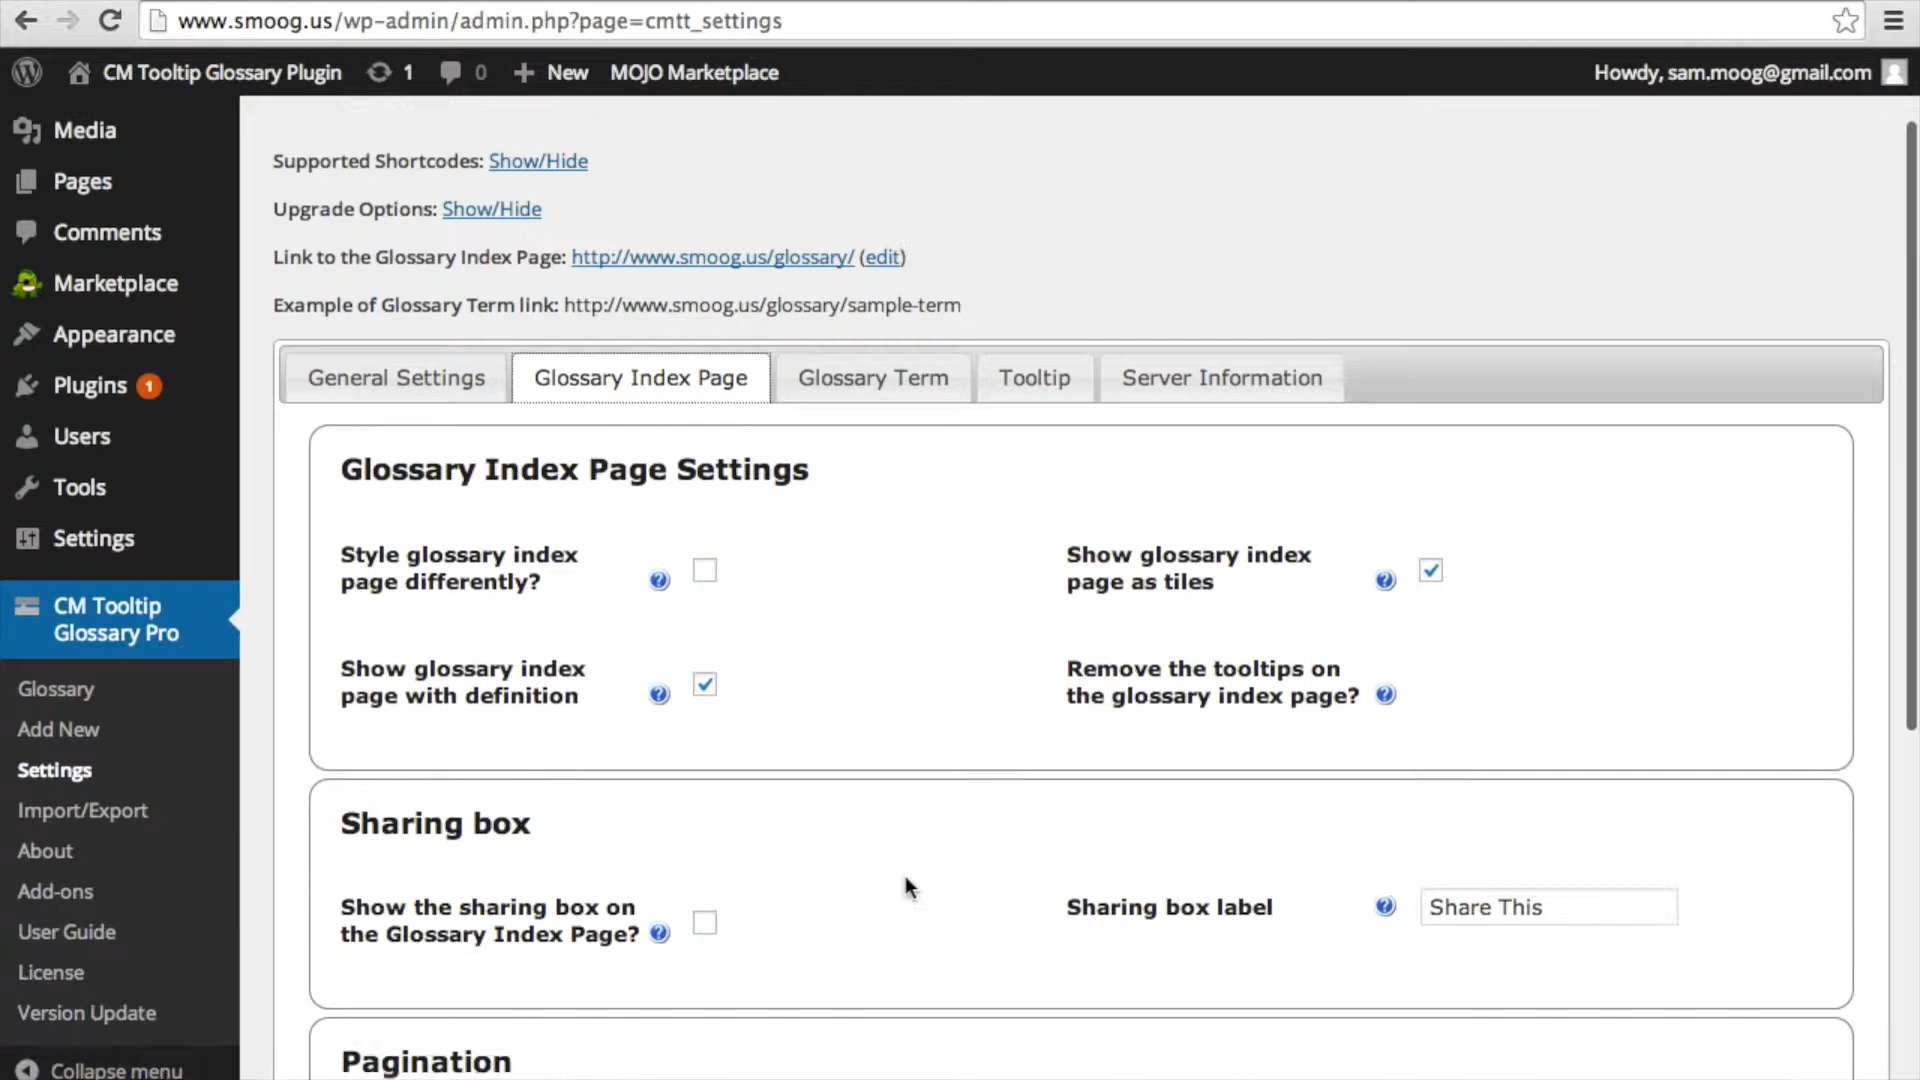 www.smoog.us/wp-admin/admin.php?page=cmtt_settings
CM Tooltip Glossary Plugin 1 0 New MOJO Marketplace Howdy, sam.moog@gmail.com
Media
Pages
Comments
Marketplace
Appearance
Plugins 1
Users
Tools
Settings
CM Tooltip
Glossary Pro
Glossary
Add New
Settings
Import/Export
About
Add-ons
User Guide
License
Version Update
Collapse menu
Supported Shortcodes: Show/Hide
Upgrade Options: Show/Hide
Link to the Glossary Index Page: http://www.smoog.us/glossary/ (edit)
Example of Glossary Term link: http://www.smoog.us/glossary/sample-term
General Settings Glossary Index Page Glossary Term Tooltip Server Information
Glossary Index Page Settings
Style glossary index
page differently?
Show glossary index
page as tiles
Show glossary index
page with definition
Remove the tooltips on
the glossary index page?
Sharing box
Show the sharing box on
the Glossary Index Page?
Sharing box label Share This
Pagination